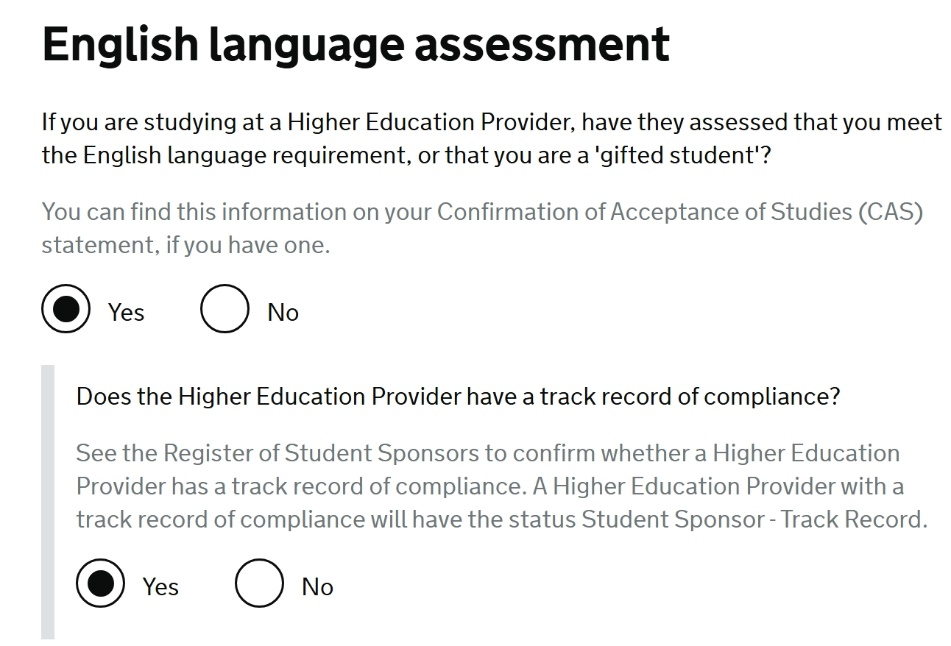 English language assessment
If you are studying at a Higher Education Provider, have they assessed that you meet
the English language requirement, or that you are a 'gifted student'?
You can find this information on your Confirmation of Acceptance of Studies (CAS)
statement, if you have one.
Yes No
Does the Higher Education Provider have a track record of compliance?
See the Register of Student Sponsors to confirm whether a Higher Education
Provider has a track record of compliance. A Higher Education Provider with a
track record of compliance will have the status Student Sponsor - Track Record.
Yes No